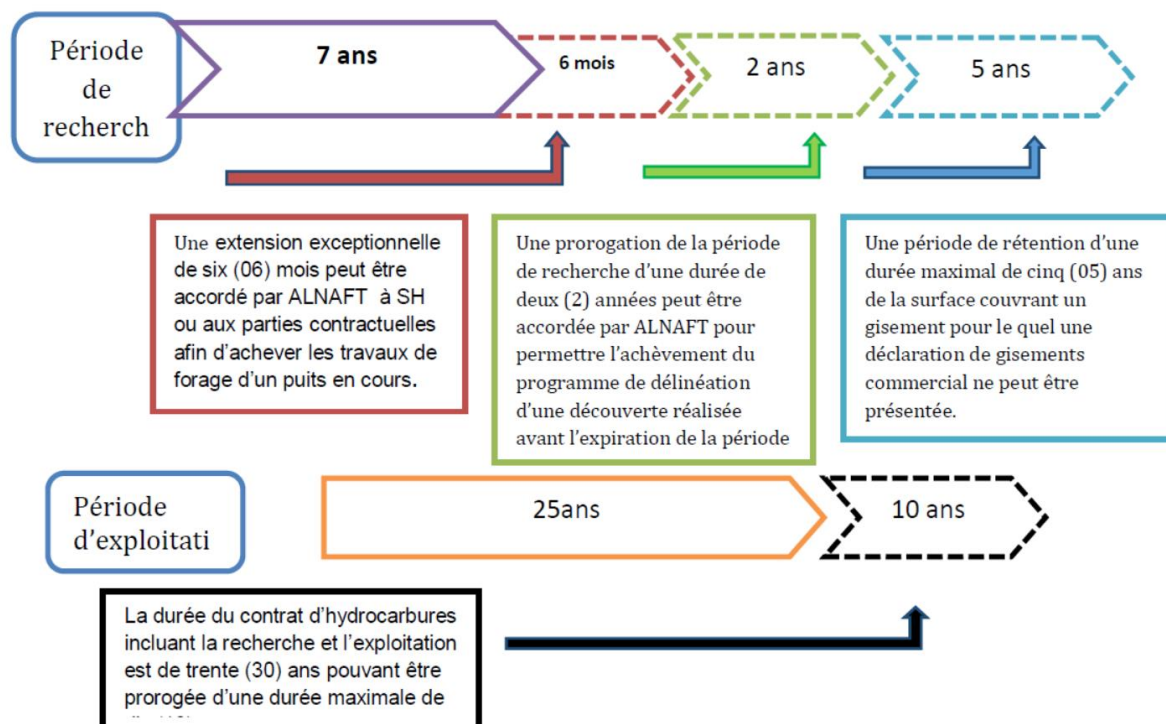 Période
de
recherch
7 ans
6 mois
2 ans
5 ans
Une extension exceptionnelle
de six (06) mois peut être
accordé par ALNAFT à SH
ou aux parties contractuelles
afin d'achever les travaux de
forage d'un puits en cours.
Une prorogation de la période
de recherche d'une durée de
deux (2) années peut être
accordée par ALNAFT pour
permettre l'achèvement du
programme de délinéation
d'une découverte réalisée
avant l'expiration de la période
Une période de rétention d'une
durée maximal de cinq (05) ans
de la surface couvrant un
gisement pour le quel une
déclaration de gisements
commercial ne peut être
présentée.
Période
d'exploitati
25ans
10 ans
La durée du contrat d'hydrocarbures
incluant la recherche et l'exploitation
est de trente (30) ans pouvant être
prorogée d'une durée maximale de